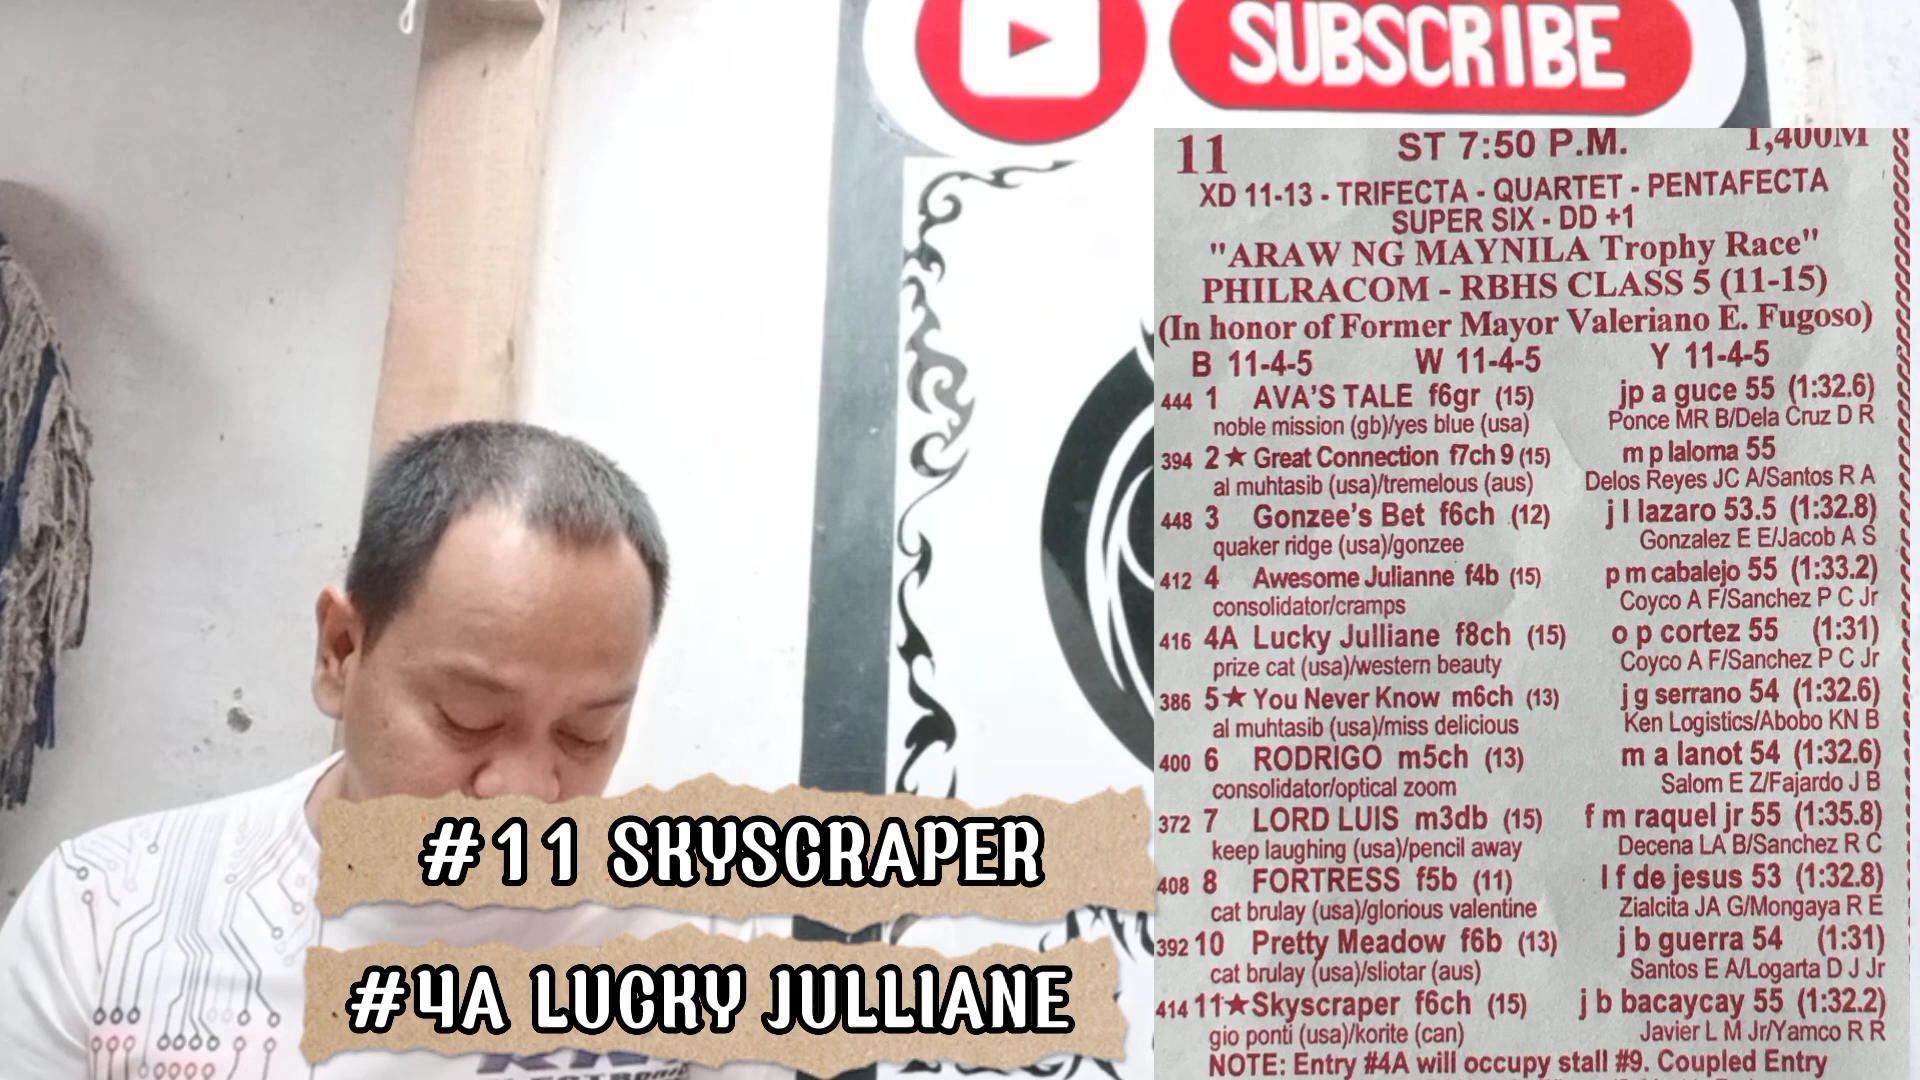 SUBSCRIBE
11 ST 7:50 P.M. 1,400M
XD 11-13 - TRIFECTA - QUARTET - PENTAFECTA
SUPER SIX - DD +1
"ARAW NG MAYNILA Trophy Race"
PHILRACOM - RBHS CLASS 5 (11-15)
(In honor of Former Mayor Valeriano E. Fugoso)
B 11-4-5 W 11-4-5 Y 11-4-5
444 1 AVA'S TALE f6gr (15) jp a guce 55 (1:32.6)
noble mission (gb)/yes blue (usa) Ponce MR B/Dela Cruz D R
394 2★ Great Connection f7ch 9 (15) m p laloma 55
al muhtasib (usa)/tremelous (aus) Delos Reyes JC A/Santos R A
448 3 Gonzee's Bet f6ch (12) j l lazaro 53.5 (1:32.8)
quaker ridge (usa)/gonzee Gonzalez E E/Jacob A S
412 4 Awesome Julianne f4b (15) p m cabalejo 55 (1:33.2)
consolidator/cramps Coyco A F/Sanchez P C Jr
416 4A Lucky Julliane f8ch (15) o p cortez 55 (1:31)
prize cat (usa)/western beauty Coyco A F/Sanchez P C Jr
386 5★ You Never Know m6ch (13) j g serrano 54 (1:32.6)
al muhtasib (usa)/miss delicious Ken Logistics/Abobo KN B
400 6 RODRIGO m5ch (13) m a lanot 54 (1:32.6)
consolidator/optical zoom Salom E Z/Fajardo J B
372 7 LORD LUIS m3db (15) f m raquel jr 55 (1:35.8)
keep laughing (usa)/pencil away Decena LA B/Sanchez R C
408 8 FORTRESS f5b (11) l f de jesus 53 (1:32.8)
cat brulay (usa)/glorious valentine Zialcita JA G/Mongaya R E
392 10 Pretty Meadow f6b (13) j b guerra 54 (1:31)
cat brulay (usa)/sliotar (aus) Santos E A/Logarta D J Jr
414 11★ Skyscraper f6ch (15) j b bacaycay 55 (1:32.2)
gio ponti (usa)/korite (can) Javier L M Jr/Yamco R R
NOTE: Entry #4A will occupy stall #9. Coupled Entry
#11 SKYSCRAPER
#4A LUCKY JULLIANE